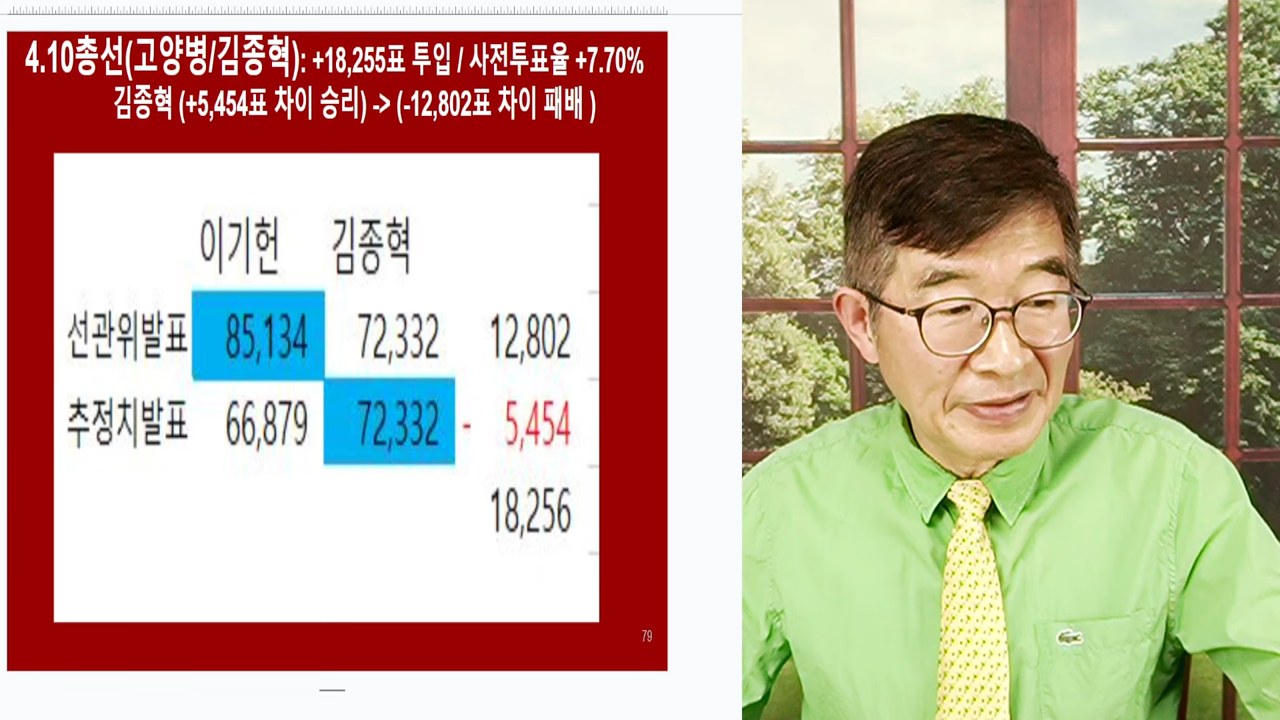 4.10총선(고양병/김종혁): +18,255표 투입 / 사전투표율 +7.70%
김종혁 (+5,454표 차이 승리) -> (-12,802표 차이 패배 )
이기헌 김종혁
선관위발표 85,134 72,332 12,802
추정치발표 66,879 72,332 - 5,454
18,256
79